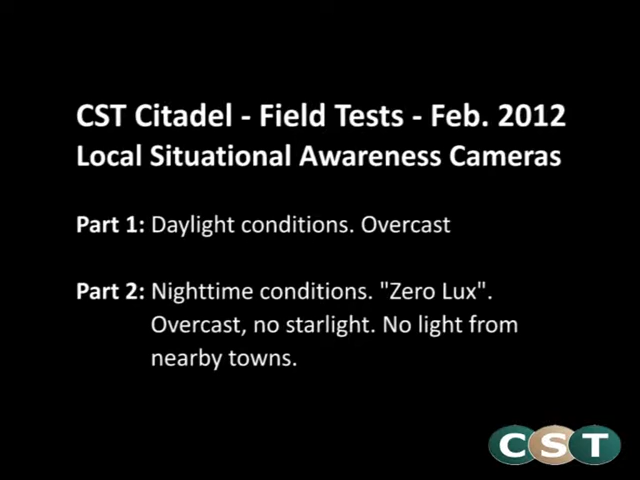 CST Citadel - Field Tests - Feb. 2012
Local Situational Awareness Cameras
Part 1: Daylight conditions. Overcast
Part 2: Nighttime conditions. "Zero Lux".
Overcast, no starlight. No light from
nearby towns.
CST